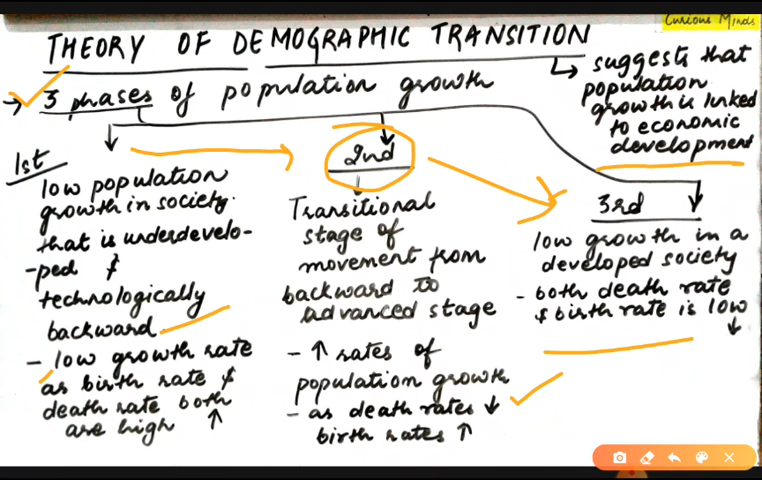 Curious Minds
THEORY OF DEMOGRAPHIC TRANSITION
↳ suggests that
population
growth is linked
to economic
development
→ 3 phases of population growth
1st
low population
growth in society
that is underdevelo-
-ped &
technologically
backward
- low growth rate
as birth rate &
death rate both
are high ↑
2nd
Transitional
stage of
movement from
backward to
advanced stage
- ↑ rates of
population growth
- as death rates ↓
birth rates ↑
3rd
low growth in a
developed society
- both death rate
& birth rate is low
↓